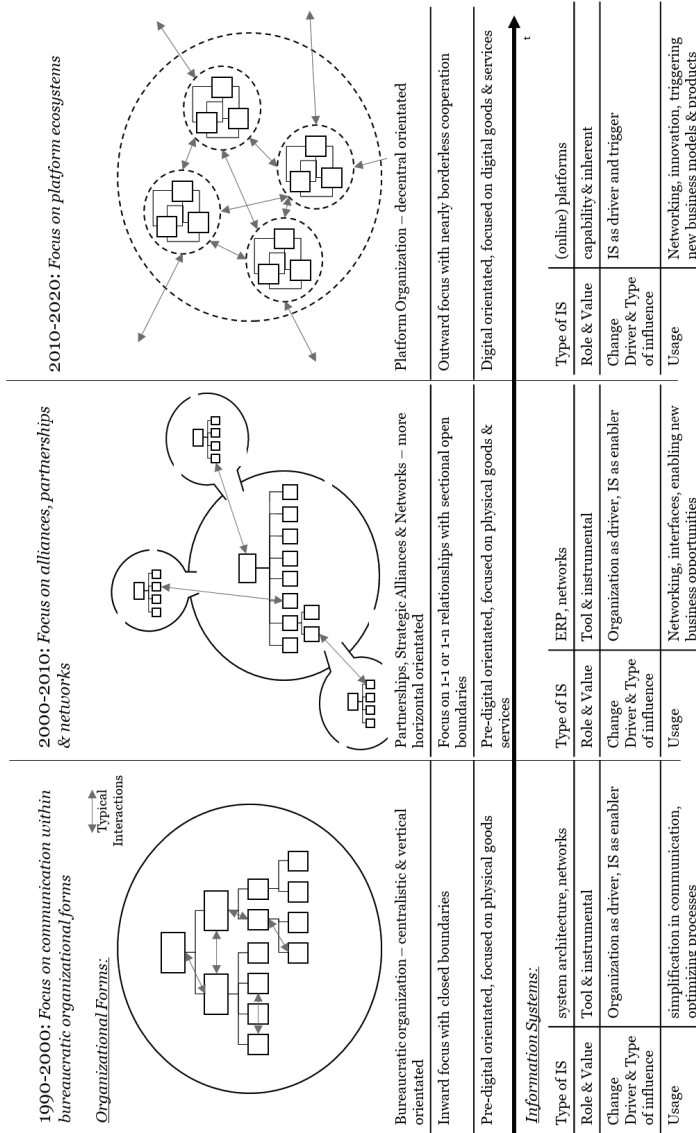 1990-2000: Focus on communication within
bureaucratic organizational forms
Organizational Forms:
Typical
Interactions
Bureaucratic organization – centralistic & vertical
orientated
Inward focus with closed boundaries
Pre-digital orientated, focused on physical goods
Information Systems:
Type of IS
system architecture, networks
Role & Value
Tool & instrumental
Change
Driver & Type
of influence
Organization as driver, IS as enabler
Usage
simplification in communication,
optimizing processes
2000-2010: Focus on alliances, partnerships
& networks
Partnerships, Strategic Alliances & Networks – more
horizontal orientated
Focus on 1-1 or 1-n relationships with sectional open
boundaries
Pre-digital orientated, focused on physical goods &
services
Type of IS
ERP, networks
Role & Value
Tool & instrumental
Change
Driver & Type
of influence
Organization as driver, IS as enabler
Usage
Networking, interfaces, enabling new
business opportunities
2010-2020: Focus on platform ecosystems
Platform Organization – decentral orientated
Outward focus with nearly borderless cooperation
Digital orientated, focused on digital goods & services
t
Type of IS
(online) platforms
Role & Value
capability & inherent
Change
Driver & Type
of influence
IS as driver and trigger
Usage
Networking, innovation, triggering
new business models & products